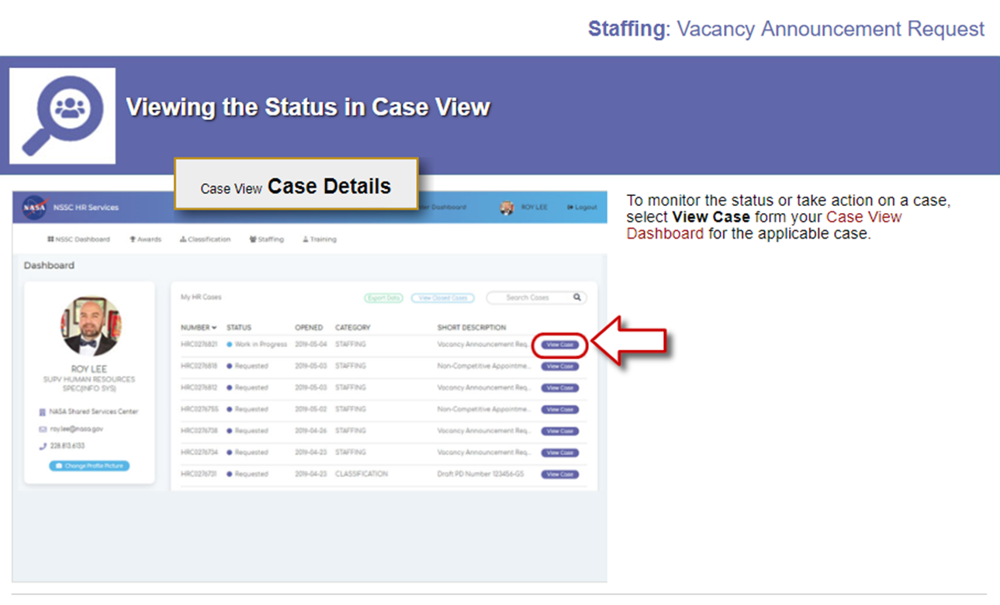 Staffing: Vacancy Announcement Request
Viewing the Status in Case View
Case View Case Details
To monitor the status or take action on a case,
select View Case form your Case View
Dashboard for the applicable case.
NASA NSSC HR Services
Dashboard ROY LEE Logout
NSSC Dashboard Awards Classification Staffing Training
Dashboard
ROY LEE
SUPV HUMAN RESOURCES
SPEC(INFO SYS)
NASA Shared Services Center
roy.lee@nasa.gov
228.813.6133
Change Profile Picture
My HR Cases Export Data View Closed Cases Search Cases
NUMBER STATUS OPENED CATEGORY SHORT DESCRIPTION
HRC0276821 Work in Progress 2019-05-04 STAFFING Vacancy Announcement Req... View Case
HRC0276818 Requested 2019-05-03 STAFFING Non-Competitive Appointme... View Case
HRC0276812 Requested 2019-05-03 STAFFING Vacancy Announcement Req... View Case
HRC0276755 Requested 2019-05-02 STAFFING Non-Competitive Appointme... View Case
HRC0276738 Requested 2019-04-26 STAFFING Vacancy Announcement Req... View Case
HRC0276734 Requested 2019-04-23 STAFFING Vacancy Announcement Req... View Case
HRC0276731 Requested 2019-04-23 CLASSIFICATION Draft PD Number 123456-GS View Case